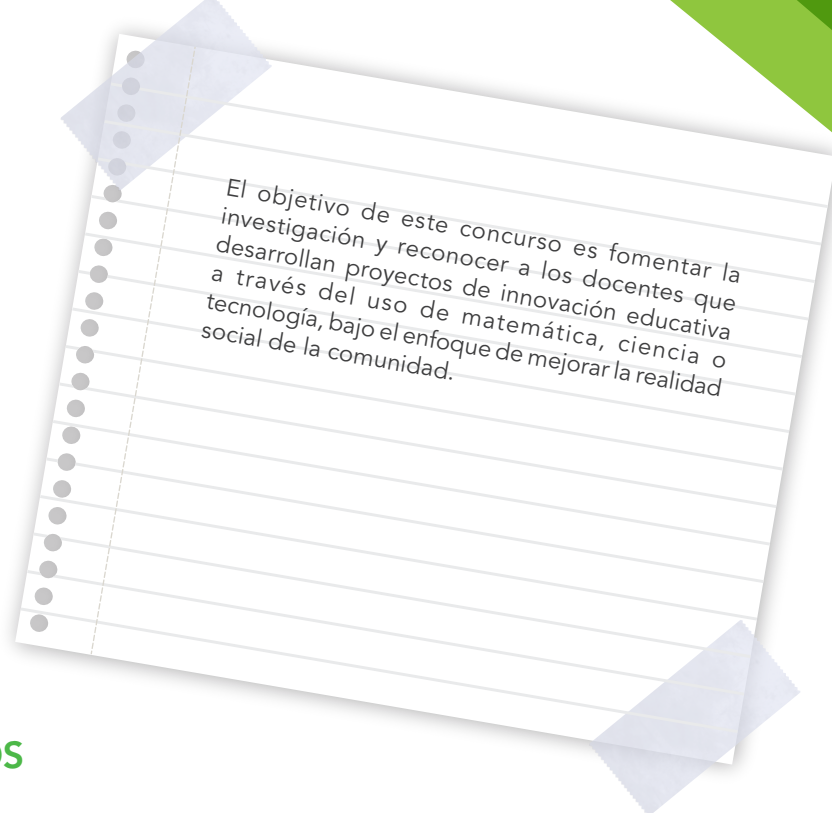 El objetivo de este concurso es fomentar la
investigación y reconocer a los docentes que
desarrollan proyectos de innovación educativa
a través del uso de matemática, ciencia o
tecnología, bajo el enfoque de mejorar la realidad
social de la comunidad.